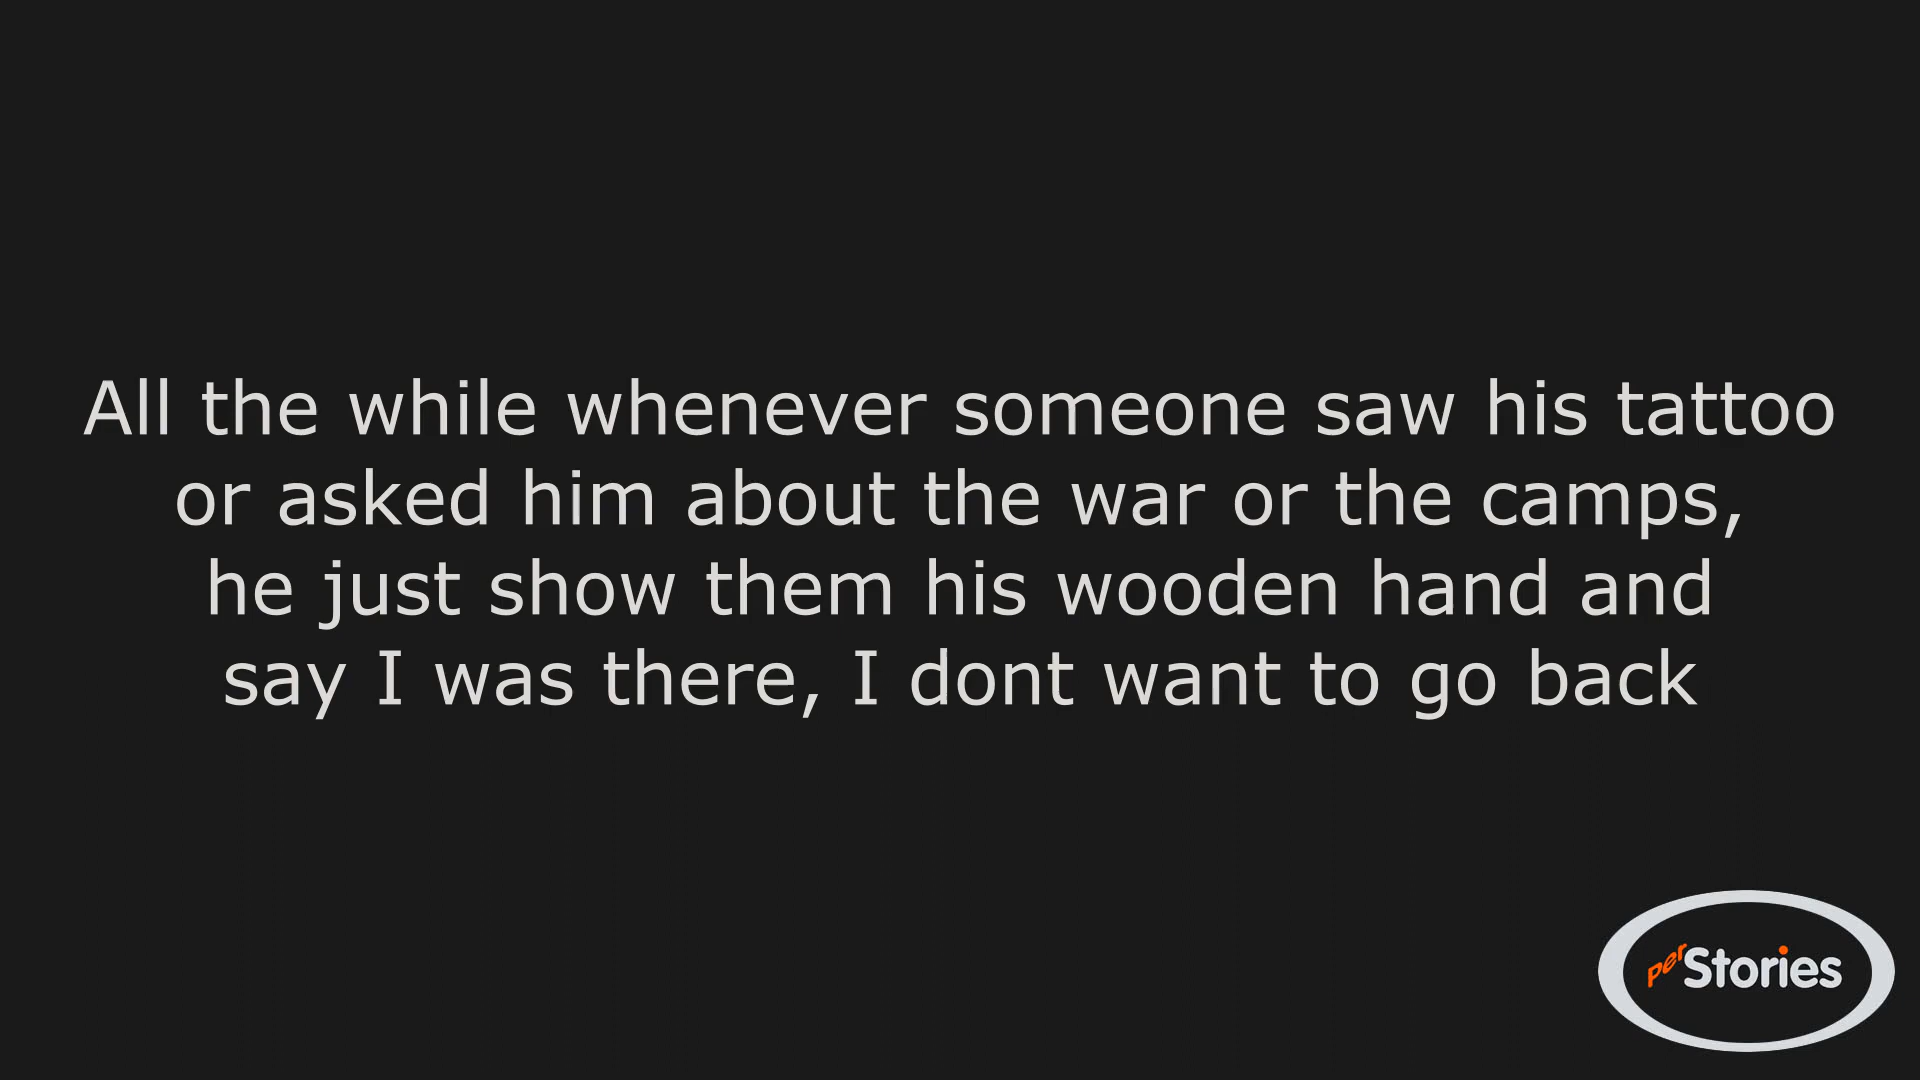 All the while whenever someone saw his tattoo
or asked him about the war or the camps,
he just show them his wooden hand and
say I was there, I dont want to go back
perStories